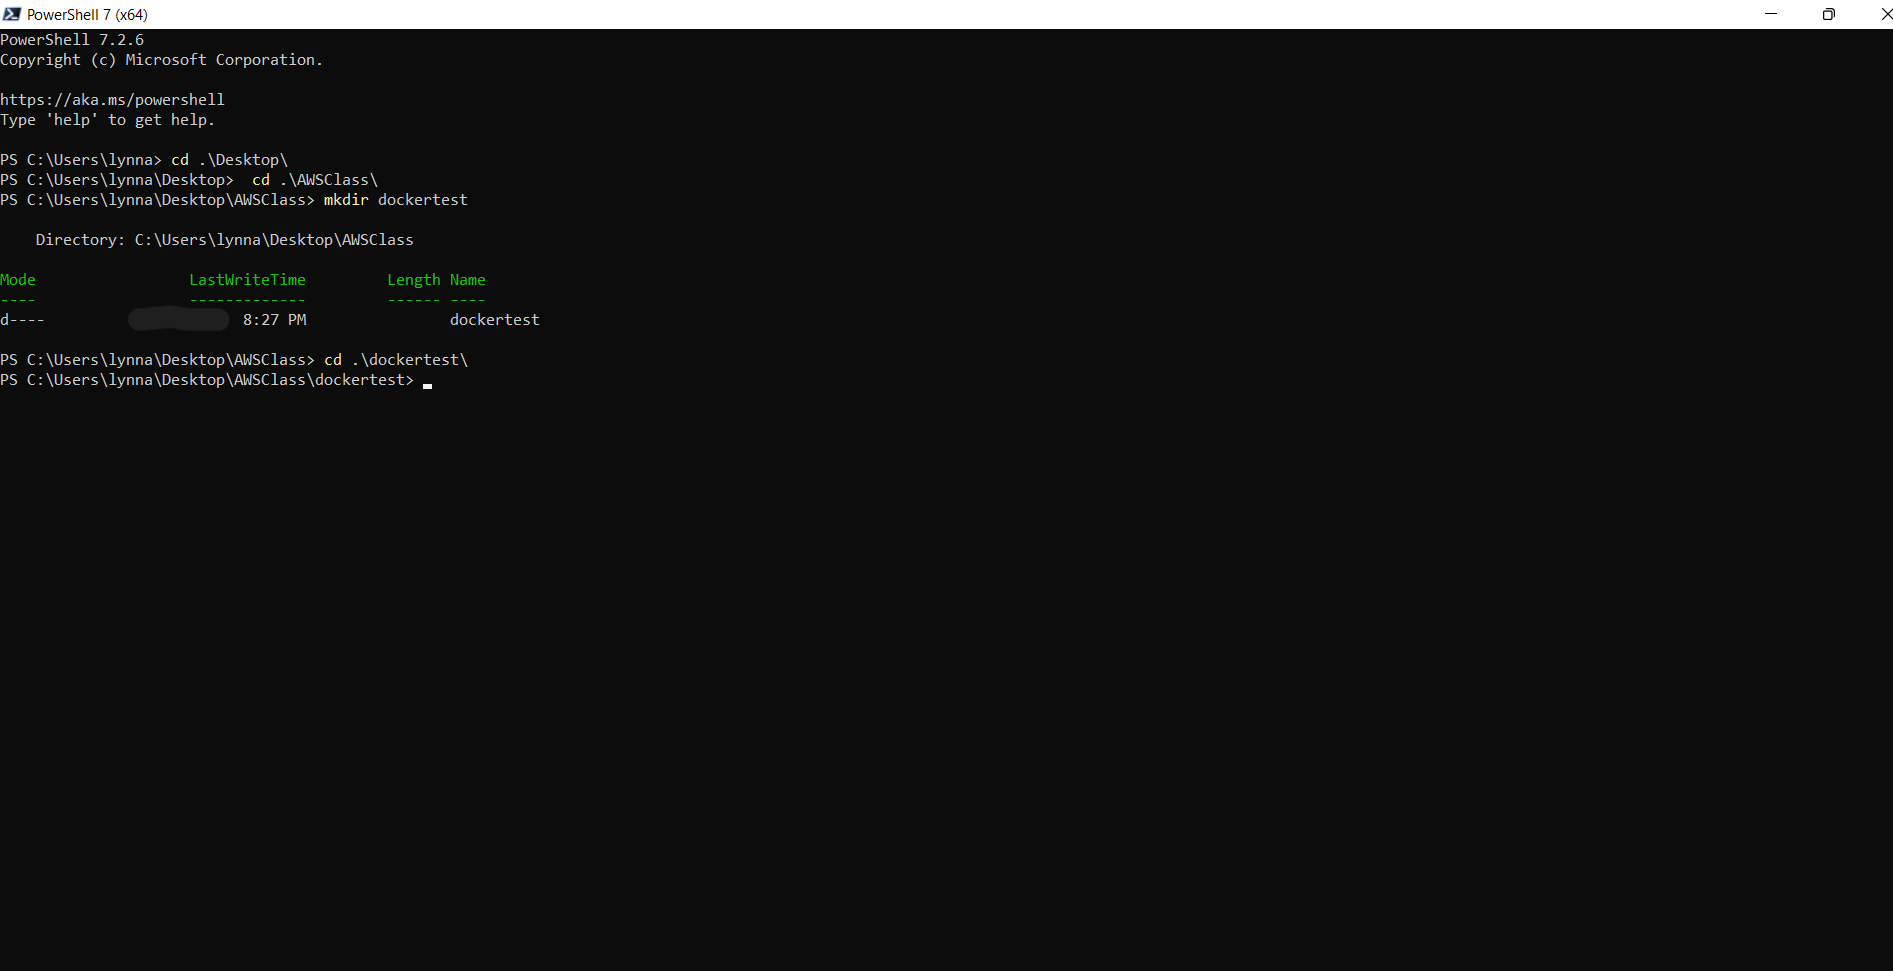 PowerShell 7 (x64)
PowerShell 7.2.6
Copyright (c) Microsoft Corporation.
https://aka.ms/powershell
Type 'help' to get help.
PS C:\Users\lynna> cd .\Desktop\
PS C:\Users\lynna\Desktop>  cd .\AWSClass\
PS C:\Users\lynna\Desktop\AWSClass> mkdir dockertest
    Directory: C:\Users\lynna\Desktop\AWSClass
Mode                 LastWriteTime         Length Name
----                 -------------         ------ ----
d----                      8:27 PM                dockertest
PS C:\Users\lynna\Desktop\AWSClass> cd .\dockertest\
PS C:\Users\lynna\Desktop\AWSClass\dockertest>